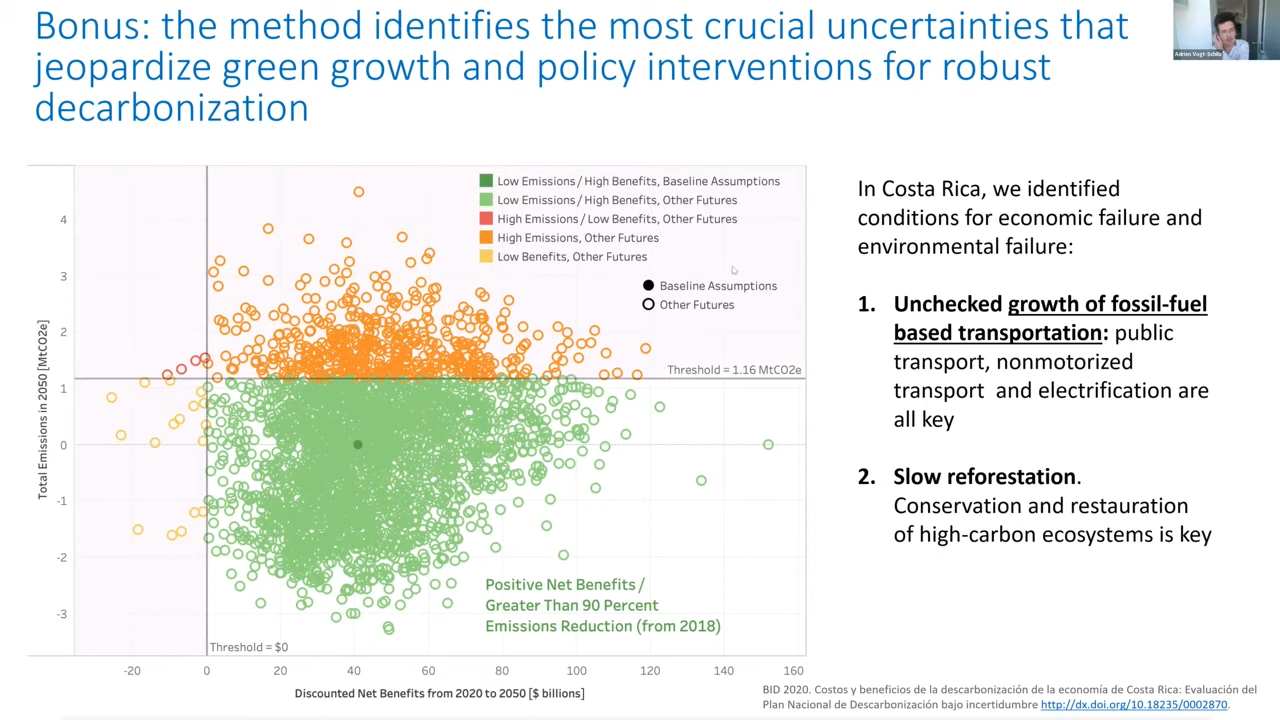 Bonus: the method identifies the most crucial uncertainties that
jeopardize green growth and policy interventions for robust
decarbonization
Adrien Vogt-Schilb
Low Emissions / High Benefits, Baseline Assumptions
Low Emissions / High Benefits, Other Futures
High Emissions / Low Benefits, Other Futures
High Emissions, Other Futures
Low Benefits, Other Futures
Baseline Assumptions
Other Futures
Threshold = 1.16 MtCO2e
Total Emissions in 2050 [MtCO2e]
4
3
2
1
0
-1
-2
-3
Positive Net Benefits /
Greater Than 90 Percent
Emissions Reduction (from 2018)
Threshold = $0
-20
0
20
40
60
80
100
120
140
160
Discounted Net Benefits from 2020 to 2050 [$ billions]
In Costa Rica, we identified
conditions for economic failure and
environmental failure:
1. Unchecked growth of fossil-fuel
based transportation: public
transport, nonmotorized
transport and electrification are
all key
2. Slow reforestation.
Conservation and restauration
of high-carbon ecosystems is key
BID 2020. Costos y beneficios de la descarbonización de la economía de Costa Rica: Evaluación del
Plan Nacional de Descarbonización bajo incertidumbre http://dx.doi.org/10.18235/0002870.